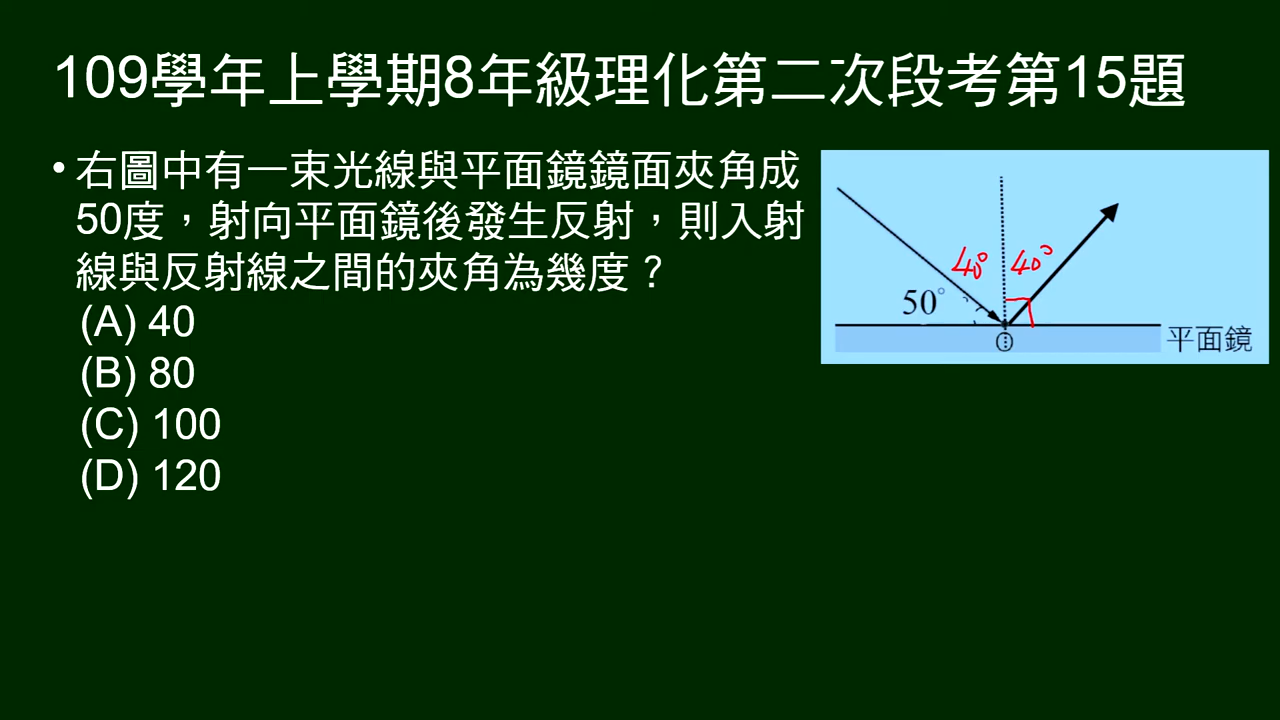 109學年上學期8年級理化第二次段考第15題
• 右圖中有一束光線與平面鏡鏡面夾角成
50度，射向平面鏡後發生反射，則入射
線與反射線之間的夾角為幾度？
(A) 40
(B) 80
(C) 100
(D) 120
40° 40°
50°
平面鏡